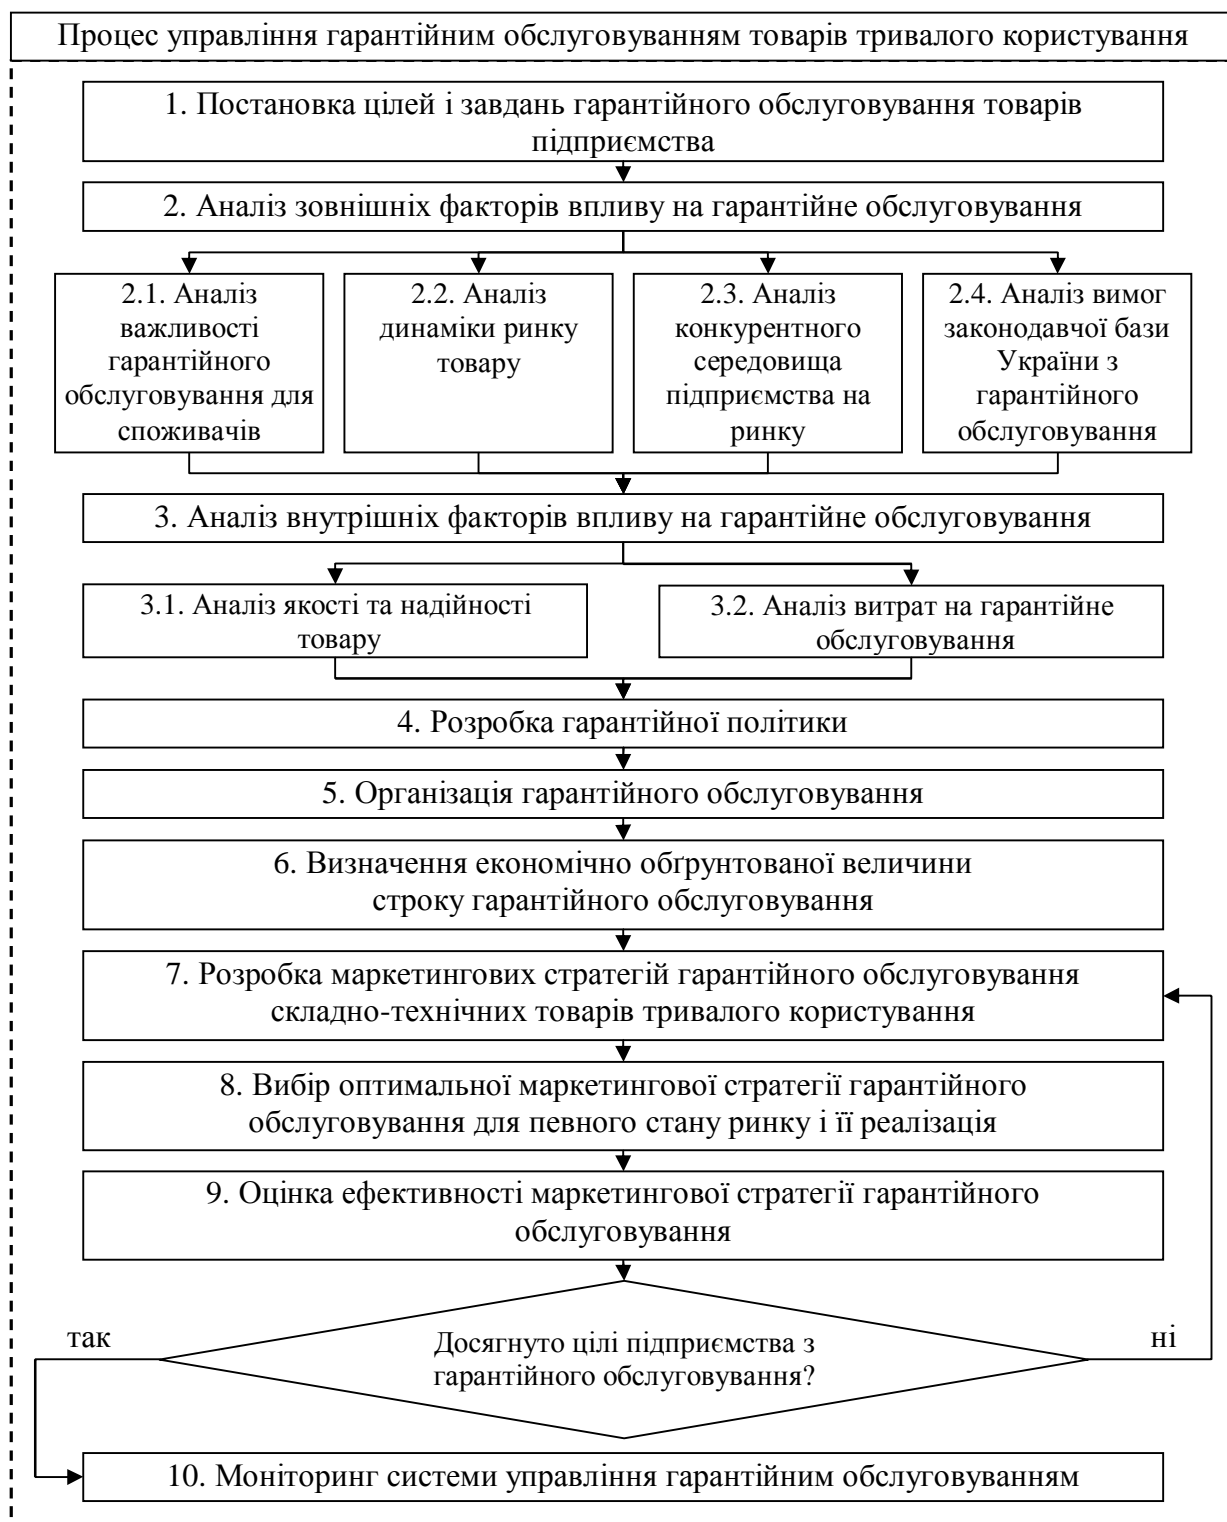 Процес управління гарантійним обслуговуванням товарів тривалого користування
1. Постановка цілей і завдань гарантійного обслуговування товарів
підприємства
2. Аналіз зовнішніх факторів впливу на гарантійне обслуговування
2.1. Аналіз
важливості
гарантійного
обслуговування для
споживачів
2.2. Аналіз
динаміки ринку
товару
2.3. Аналіз
конкурентного
середовища
підприємства на
ринку
2.4. Аналіз вимог
законодавчої бази
України з
гарантійного
обслуговування
3. Аналіз внутрішніх факторів впливу на гарантійне обслуговування
3.1. Аналіз якості та надійності
товару
3.2. Аналіз витрат на гарантійне
обслуговування
4. Розробка гарантійної політики
5. Організація гарантійного обслуговування
6. Визначення економічно обґрунтованої величини
строку гарантійного обслуговування
7. Розробка маркетингових стратегій гарантійного обслуговування
складно-технічних товарів тривалого користування
8. Вибір оптимальної маркетингової стратегії гарантійного
обслуговування для певного стану ринку і її реалізація
9. Оцінка ефективності маркетингової стратегії гарантійного
обслуговування
так
Досягнуто цілі підприємства з
гарантійного обслуговування?
ні
10. Моніторинг системи управління гарантійним обслуговуванням